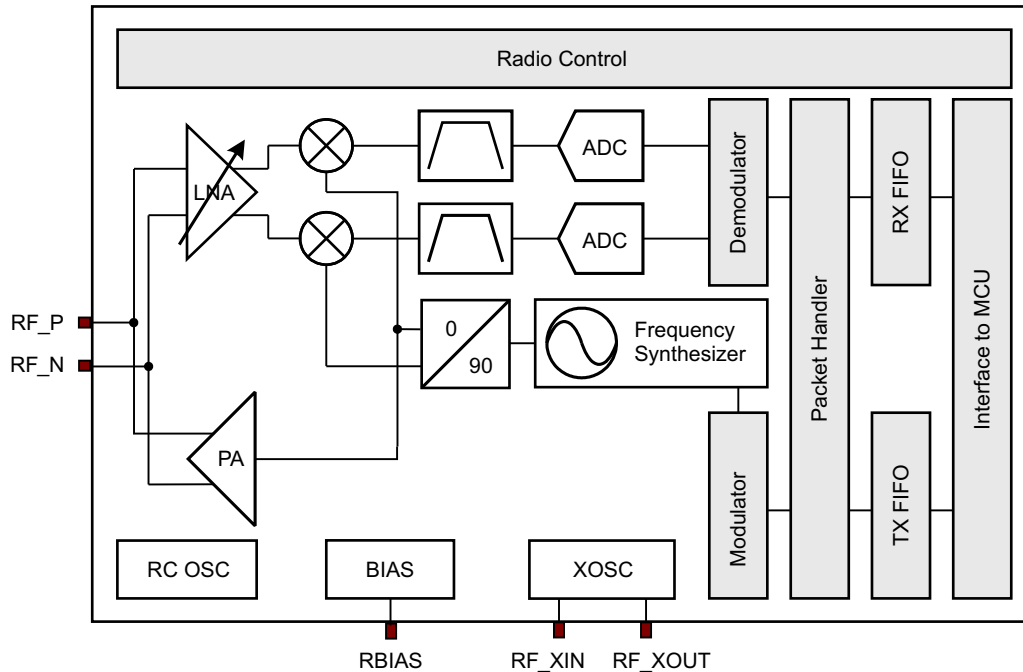 Radio Control
LNA
ADC
ADC
Demodulator
Packet Handler
RX FIFO
Interface to MCU
RF_P
RF_N
0
90
Frequency
Synthesizer
PA
Modulator
TX FIFO
RC OSC
BIAS
XOSC
RBIAS
RF_XIN
RF_XOUT